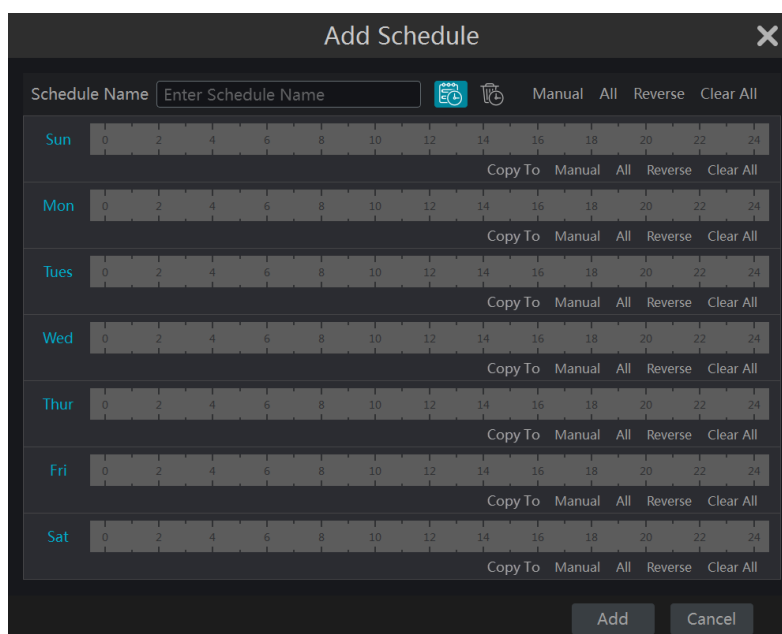 Add Schedule
Schedule Name Enter Schedule Name Manual All Reverse Clear All
Sun 0 2 4 6 8 10 12 14 16 18 20 22 24
Copy To Manual All Reverse Clear All
Mon 0 2 4 6 8 10 12 14 16 18 20 22 24
Copy To Manual All Reverse Clear All
Tues 0 2 4 6 8 10 12 14 16 18 20 22 24
Copy To Manual All Reverse Clear All
Wed 0 2 4 6 8 10 12 14 16 18 20 22 24
Copy To Manual All Reverse Clear All
Thur 0 2 4 6 8 10 12 14 16 18 20 22 24
Copy To Manual All Reverse Clear All
Fri 0 2 4 6 8 10 12 14 16 18 20 22 24
Copy To Manual All Reverse Clear All
Sat 0 2 4 6 8 10 12 14 16 18 20 22 24
Copy To Manual All Reverse Clear All
Add Cancel